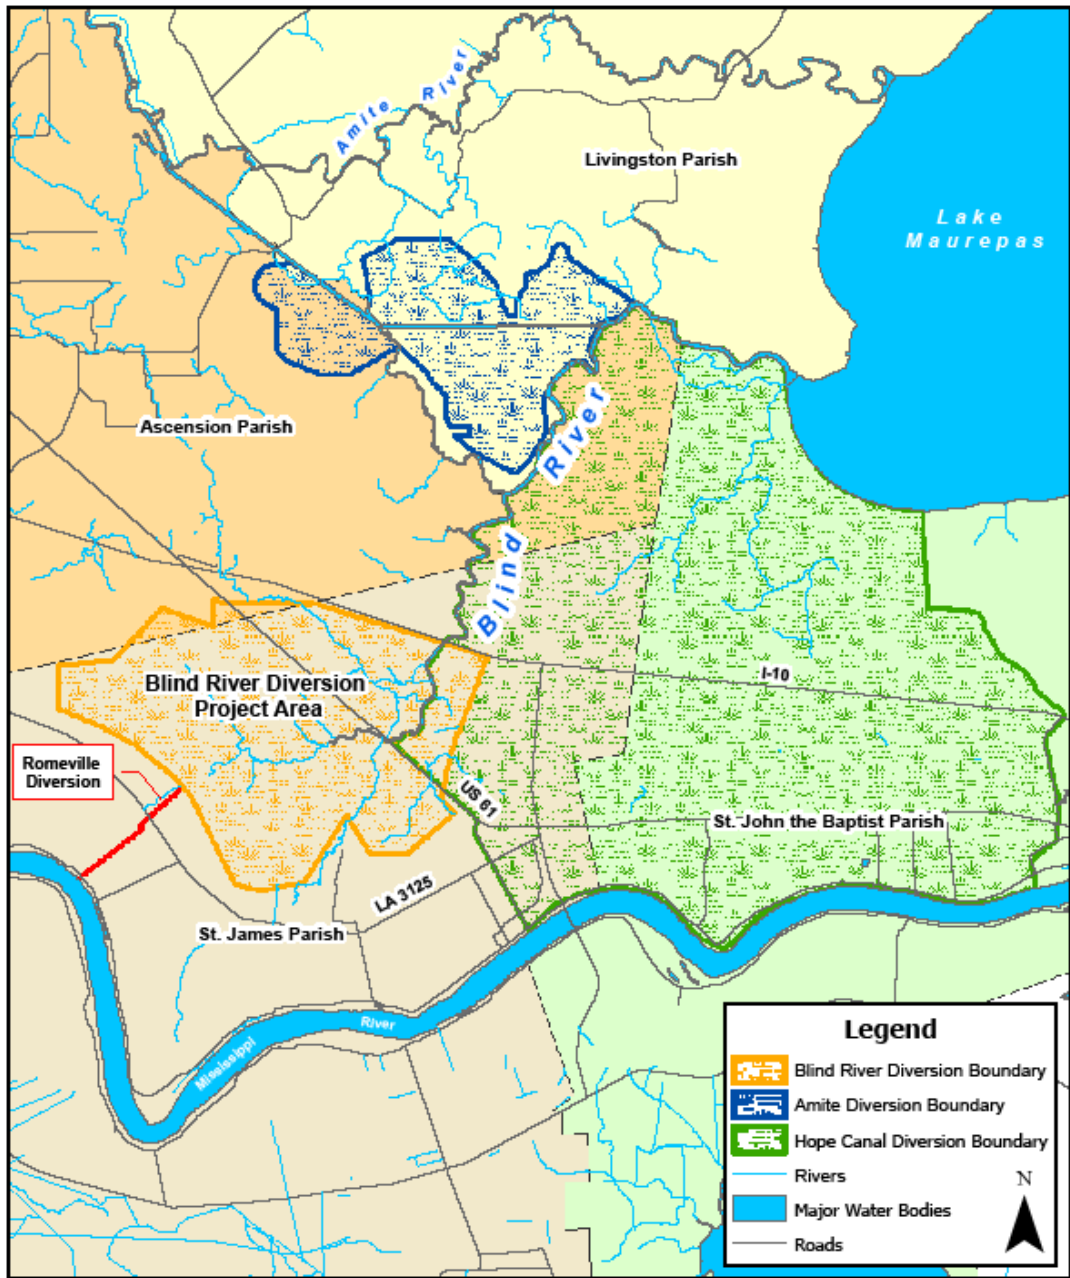 Amite River
Livingston Parish
Lake
Maurepas
Ascension Parish
Blind River
Blind River Diversion
Project Area
I-10
Romeville
Diversion
US 61
St. John the Baptist Parish
LA 3125
St. James Parish
Mississippi River
Legend
Blind River Diversion Boundary
Amite Diversion Boundary
Hope Canal Diversion Boundary
Rivers
N
Major Water Bodies
Roads